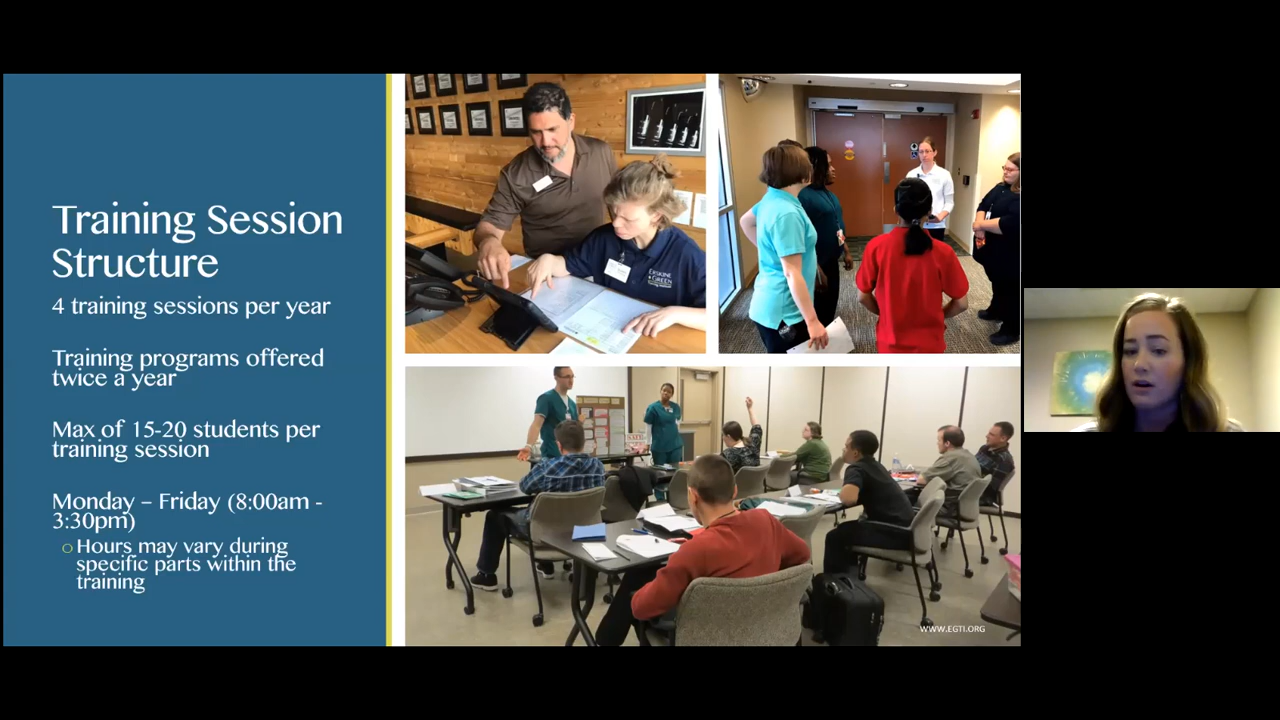 Training Session
Structure
4 training sessions per year
Training programs offered
twice a year
Max of 15-20 students per
training session
Monday – Friday (8:00am -
3:30pm)
Hours may vary during
specific parts within the
training
ERSKINE
GREEN
WWW.EGTI.ORG